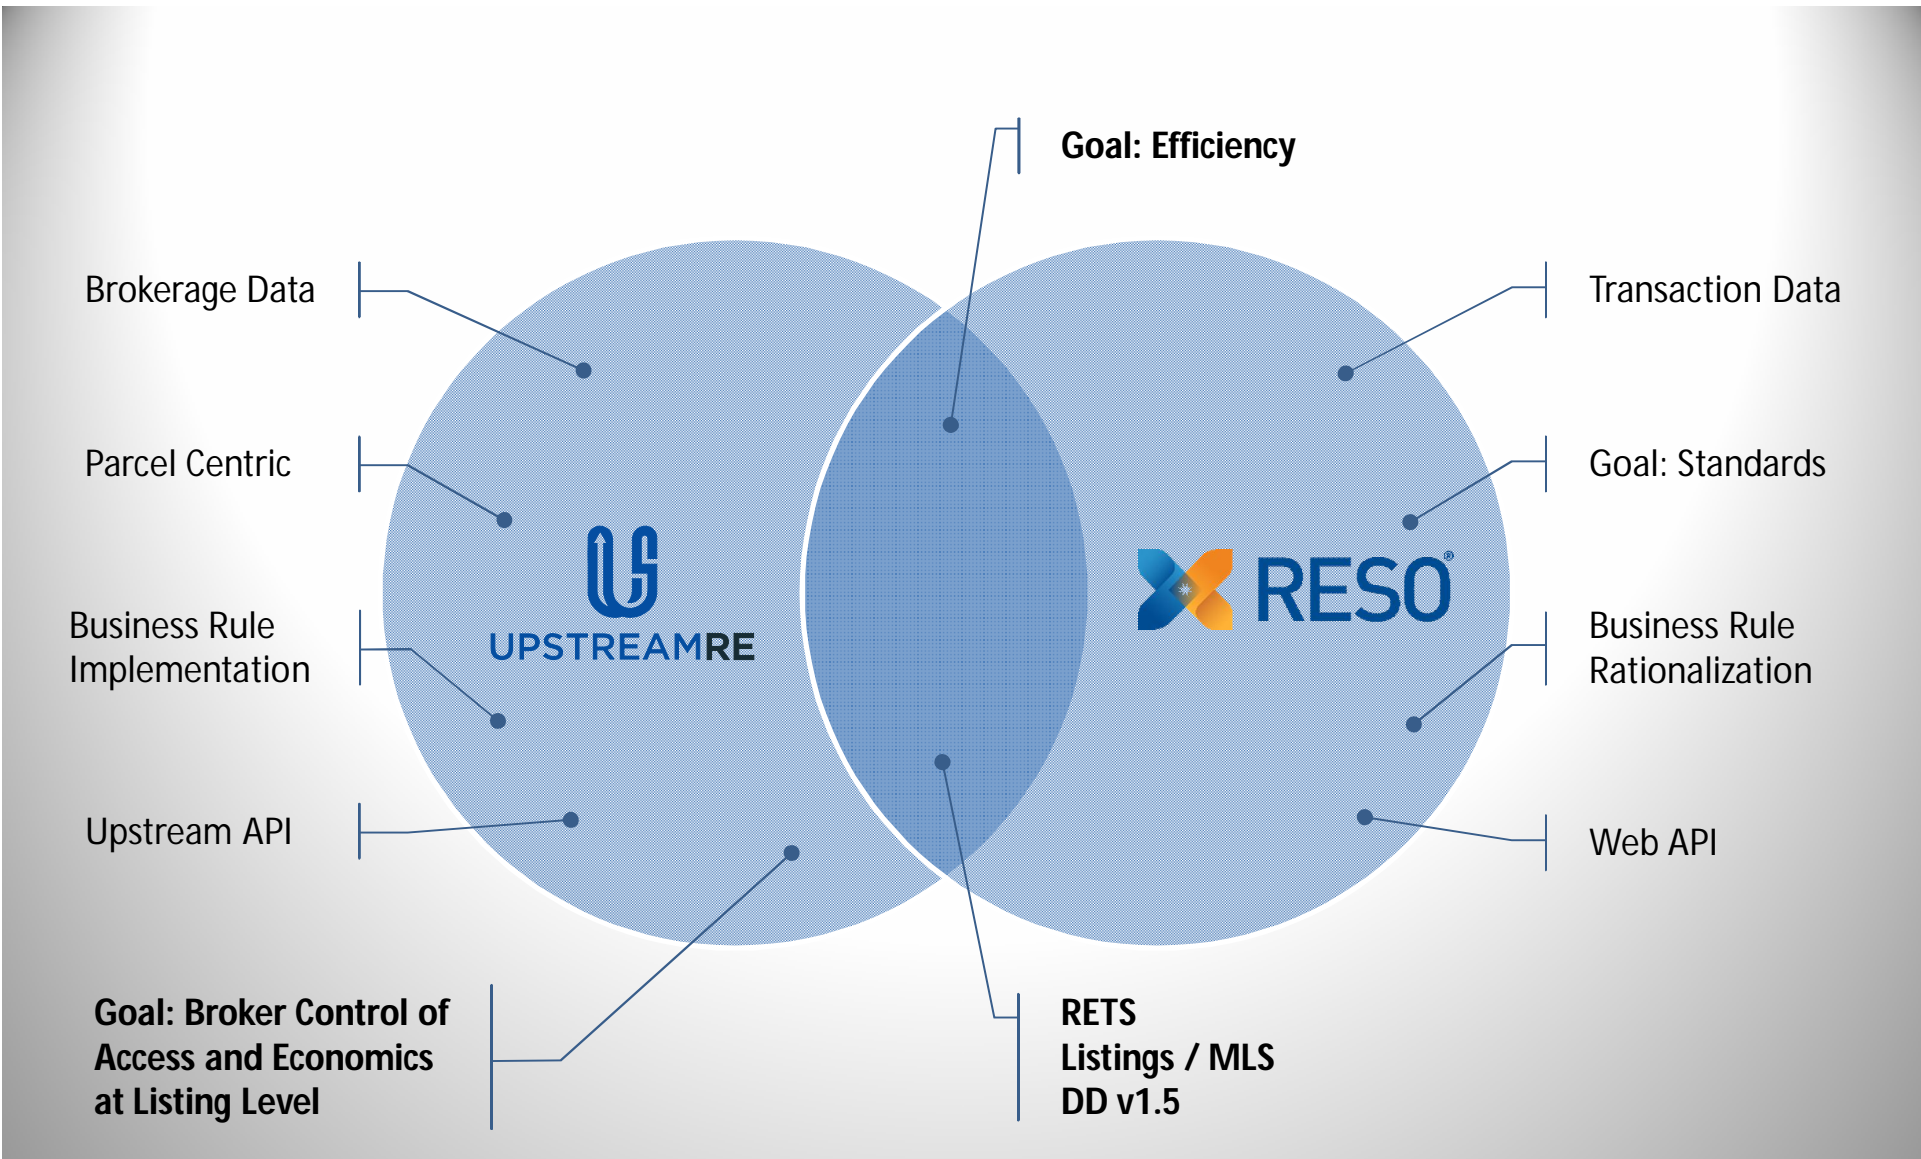 Goal: Efficiency
Brokerage Data
Transaction Data
Parcel Centric
Goal: Standards
UPSTREAMRE
RESO®
Business Rule
Implementation
Business Rule
Rationalization
Upstream API
Web API
Goal: Broker Control of
Access and Economics
at Listing Level
RETS
Listings / MLS
DD v1.5